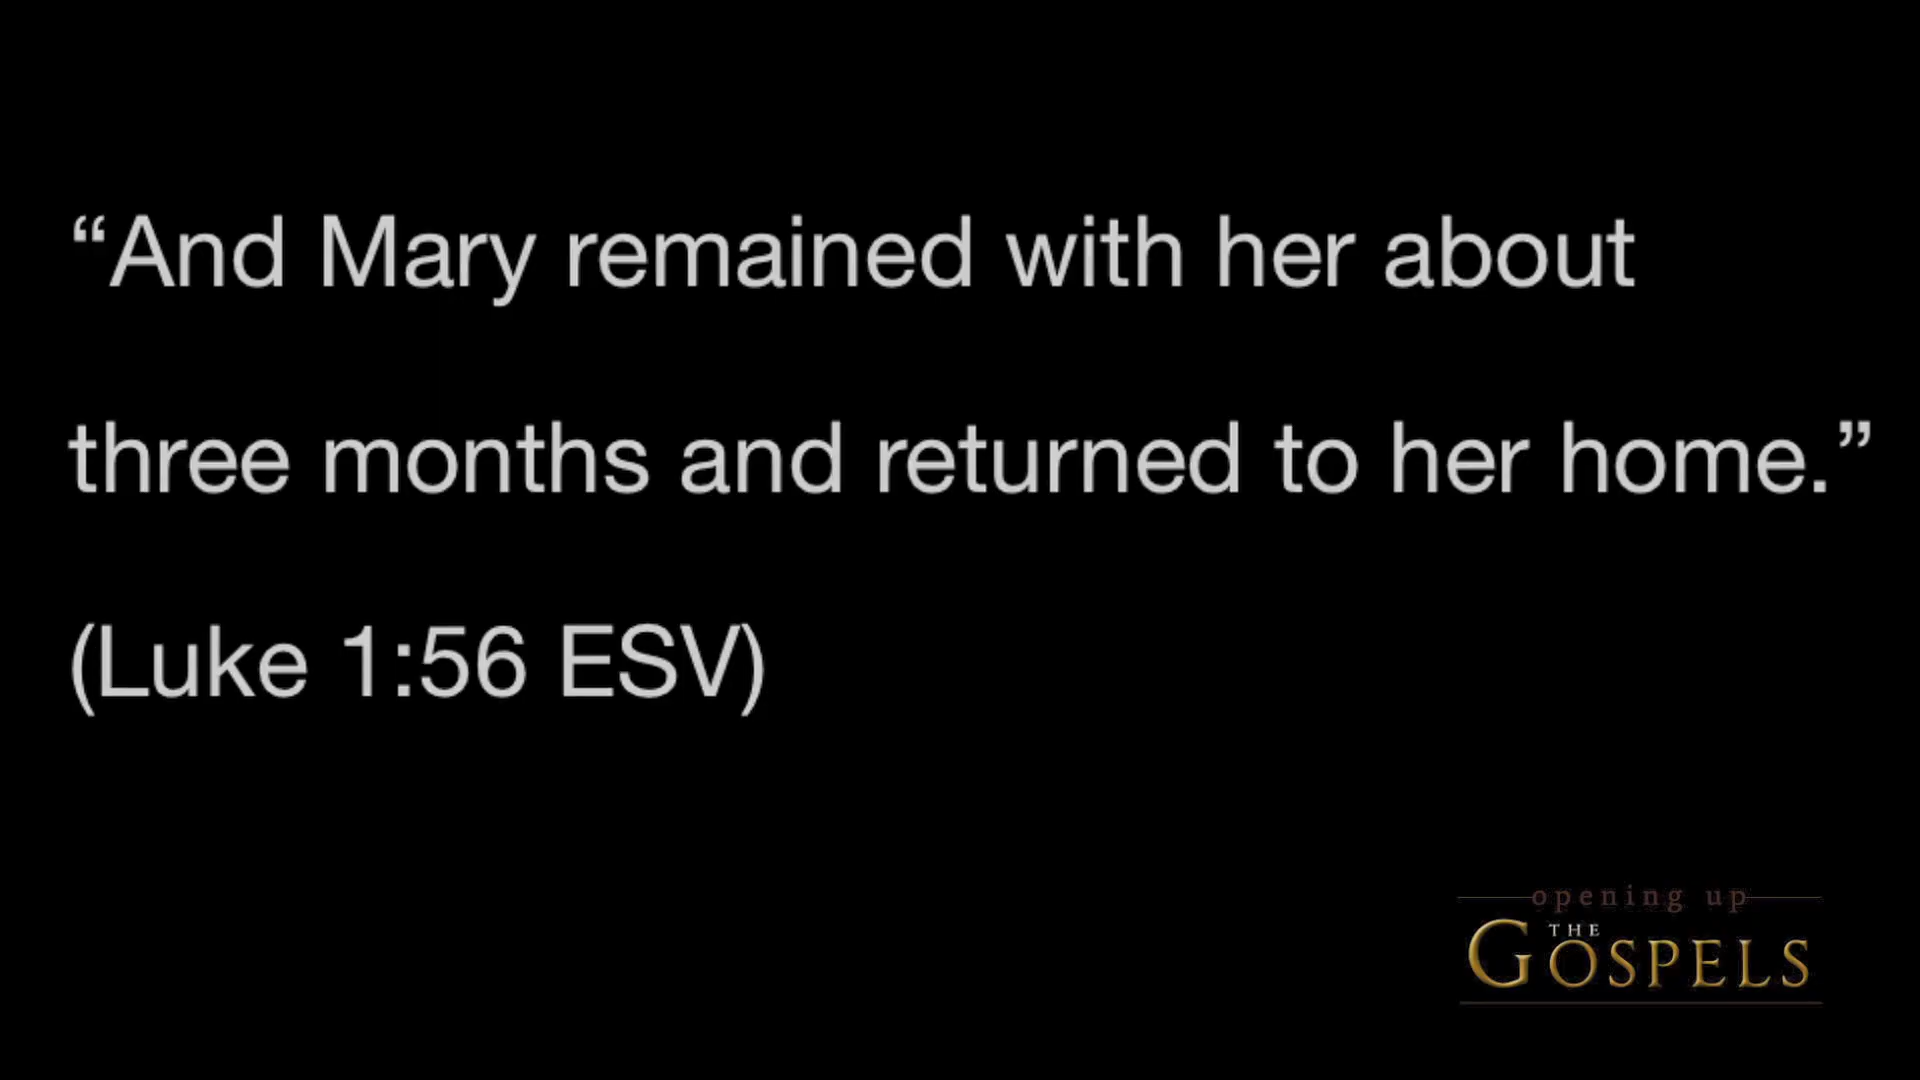 “And Mary remained with her about
three months and returned to her home.”
(Luke 1:56 ESV)
opening up
THE
GOSPELS